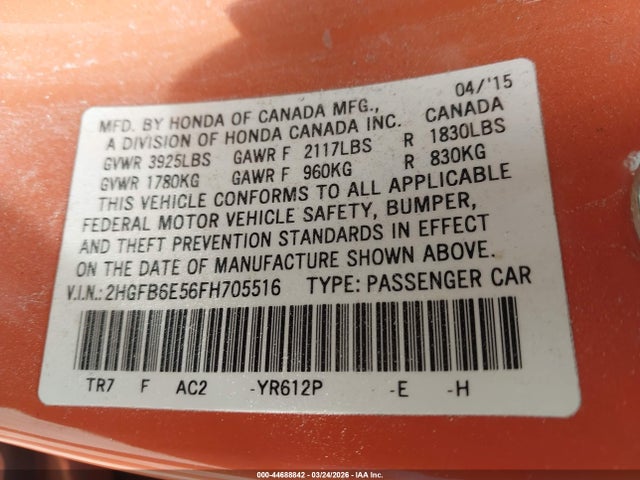 04/'15
MFD. BY HONDA OF CANADA MFG., CANADA
A DIVISION OF HONDA CANADA INC.
GVWR 3925LBS GAWR F 2117LBS R 1830LBS
GVWR 1780KG GAWR F 960KG R 830KG
THIS VEHICLE CONFORMS TO ALL APPLICABLE
FEDERAL MOTOR VEHICLE SAFETY, BUMPER,
AND THEFT PREVENTION STANDARDS IN EFFECT
ON THE DATE OF MANUFACTURE SHOWN ABOVE.
V.I.N.: 2HGFB6E56FH705516 TYPE: PASSENGER CAR
TR7 F AC2 -YR612P -E -H
000-44688842 - 03/24/2026 - IAA Inc.